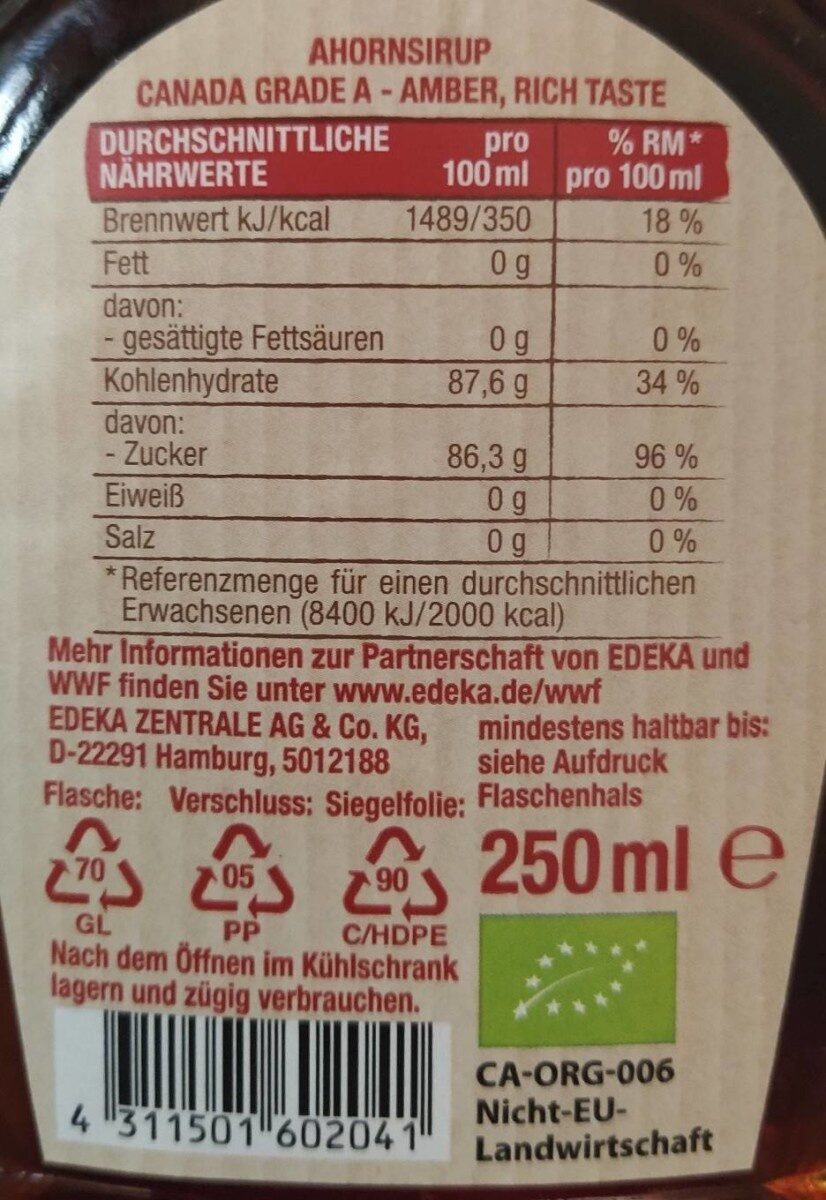 AHORNSIRUP
CANADA GRADE A - AMBER, RICH TASTE
DURCHSCHNITTLICHE NÄHRWERTE pro 100 ml % RM* pro 100 ml
Brennwert kJ/kcal 1489/350 18 %
Fett 0 g 0 %
davon:
- gesättigte Fettsäuren 0 g 0 %
Kohlenhydrate 87,6 g 34 %
davon:
- Zucker 86,3 g 96 %
Eiweiß 0 g 0 %
Salz 0 g 0 %
*Referenzmenge für einen durchschnittlichen
Erwachsenen (8400 kJ/2000 kcal)
Mehr Informationen zur Partnerschaft von EDEKA und
WWF finden Sie unter www.edeka.de/wwf
EDEKA ZENTRALE AG & Co. KG,
D-22291 Hamburg, 5012188
mindestens haltbar bis:
siehe Aufdruck
Flaschenhals
Flasche: Verschluss: Siegelfolie:
70 05 90
GL PP C/HDPE
250 ml e
Nach dem Öffnen im Kühlschrank
lagern und zügig verbrauchen.
CA-ORG-006
Nicht-EU-
Landwirtschaft
4 311501 602041